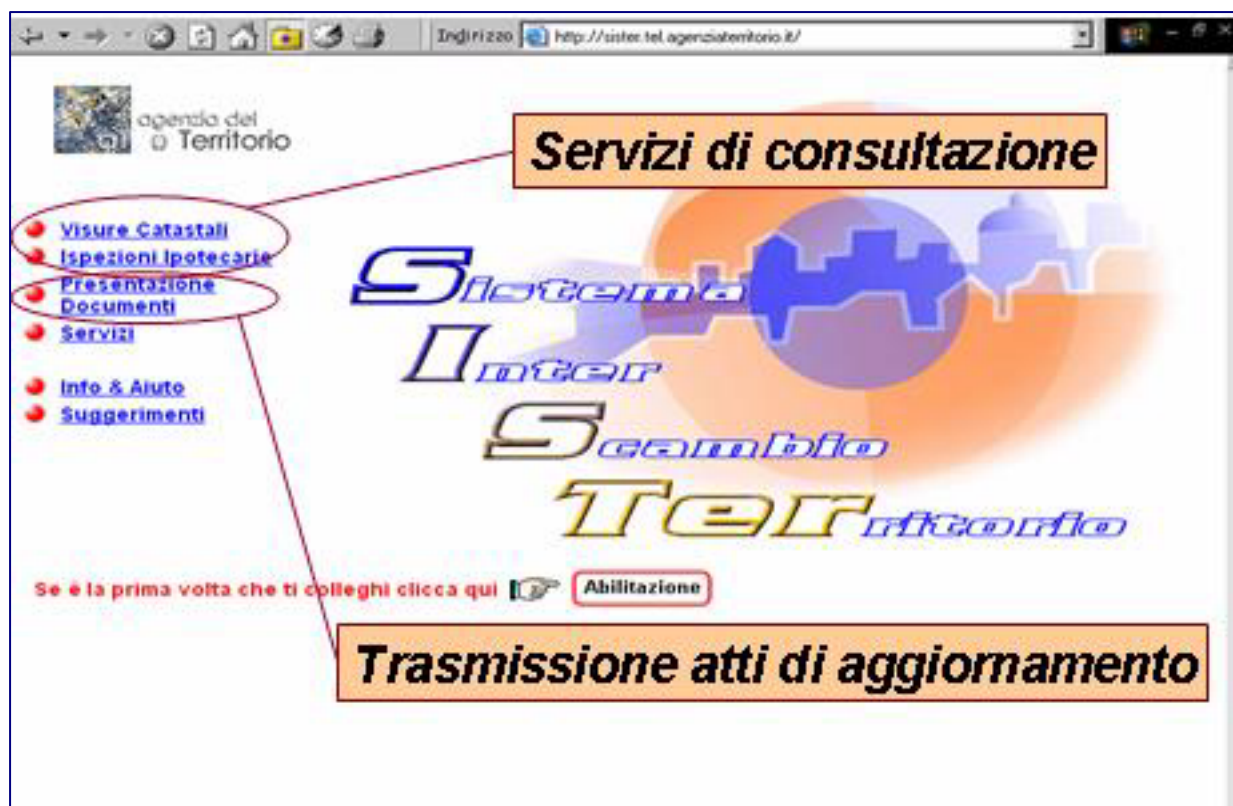 Indirizzo http://sister.tel.agenziaterritorio.it/
agenzia del
Territorio
Servizi di consultazione
Visure Catastali
Ispezioni Ipotecarie
Presentazione
Documenti
Servizi
Info & Aiuto
Suggerimenti
Sistema
Inter
Scambio
TERritorio
Se è la prima volta che ti colleghi clicca qui Abilitazione
Trasmissione atti di aggiornamento